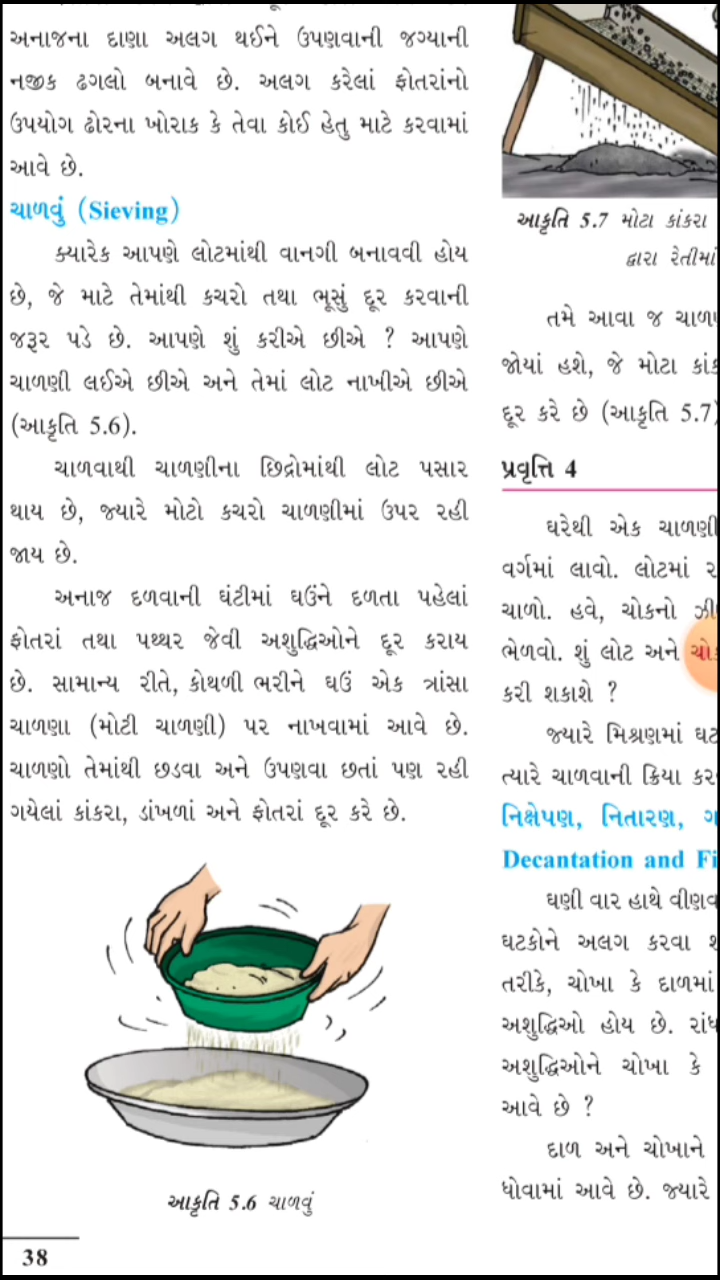 અનાજના દાણા અલગ થઈને ઉપણવાની જગ્યાની
નજીક ઢગલો બનાવે છે. અલગ કરેલાં ફોતરાંનો
ઉપયોગ ઢોરના ખોરાક કે તેવા કોઈ હેતુ માટે કરવામાં
આવે છે.
ચાળવું (Sieving)
ક્યારેક આપણે લોટમાંથી વાનગી બનાવવી હોય
છે, જે માટે તેમાંથી કચરો તથા ભૂસું દૂર કરવાની
જરૂર પડે છે. આપણે શું કરીએ છીએ ? આપણે
ચાળણી લઈએ છીએ અને તેમાં લોટ નાખીએ છીએ
(આકૃતિ 5.6).
ચાળવાથી ચાળણીના છિદ્રોમાંથી લોટ પસાર
થાય છે, જ્યારે મોટો કચરો ચાળણીમાં ઉપર રહી
જાય છે.
અનાજ દળવાની ઘંટીમાં ઘઉંને દળતા પહેલાં
ફોતરાં તથા પથ્થર જેવી અશુદ્ધિઓને દૂર કરાય
છે. સામાન્ય રીતે, કોથળી ભરીને ઘઉં એક ત્રાંસા
ચાળણા (મોટી ચાળણી) પર નાખવામાં આવે છે.
ચાળણો તેમાંથી છડવા અને ઉપણવા છતાં પણ રહી
ગયેલાં કાંકરા, ડાંખળાં અને ફોતરાં દૂર કરે છે.
આકૃતિ 5.6 ચાળવું
38
આકૃતિ 5.7 મોટા કાંકરા
દ્વારા રેતીમાં
તમે આવા જ
જોયાં હશે, જે મોટા
દૂર કરે છે (આકૃતિ 5.7)
પ્રવૃત્તિ 4
ઘરેથી એક ચાળણી
વર્ગમાં લાવો. લોટમાં
ચાળો. હવે, ચોકનો
ભેળવો. શું લોટ અને
કરી શકાશે ?
જ્યારે મિશ્રણમાં
ત્યારે ચાળવાની ક્રિયા
નિક્ષેપણ, નિતારણ,
Decantation and
ઘણી વાર હાથે
ઘટકોને અલગ કરવા
તરીકે, ચોખા કે દાળમાં
અશુદ્ધિઓ હોય છે.
અશુદ્ધિઓને ચોખા કે
આવે છે ?
દાળ અને ચોખાને
ધોવામાં આવે છે. જ્યારે